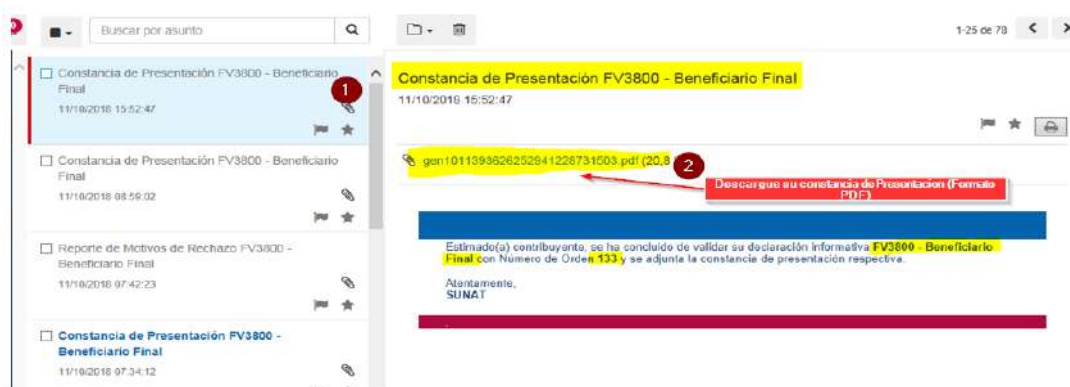 Buscar por asunto
1-25 de 78
Constancia de Presentación FV3800 - Beneficiario
Final
11/10/2018 15:52:47
1
Constancia de Presentación FV3800 - Beneficiario
Final
11/10/2018 08:59:02
Reporte de Motivos de Rechazo FV3800 -
Beneficiario Final
11/10/2018 07:42:23
Constancia de Presentación FV3800 -
Beneficiario Final
11/10/2018 07:34:12
Constancia de Presentación FV3800 - Beneficiario Final
11/10/2018 15:52:47
(20,8
2
Descargue su constancia de Presentacion (Formato
PDF)
Estimado(a) contribuyente, se ha concluido de validar su declaración informativa FV3800 - Beneficiario
Final con Número de Orden 133 y se adjunta la constancia de presentación respectiva.
Atentamente,
SUNAT